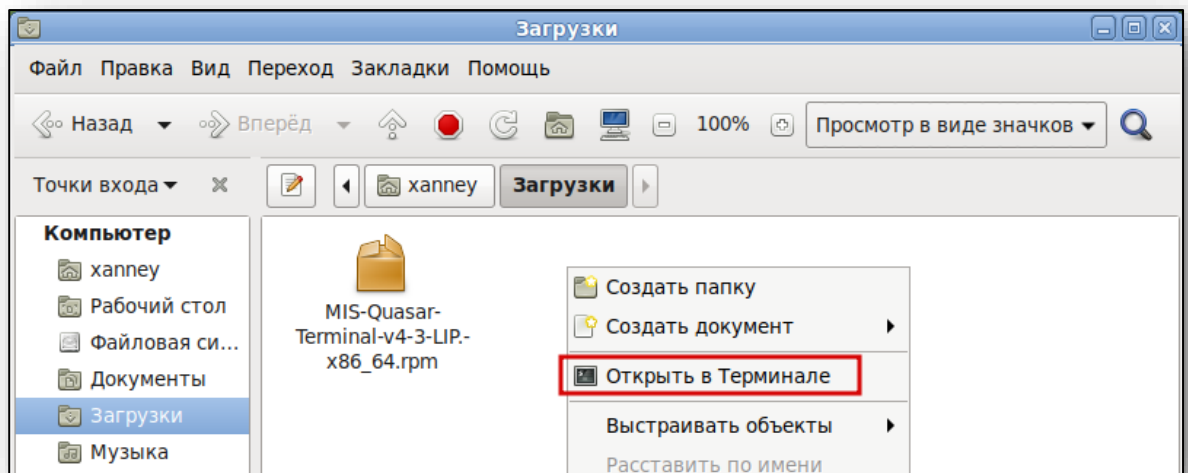 Загрузки
Файл Правка Вид Переход Закладки Помощь
Назад Вперёд 100% Просмотр в виде значков
Точки входа xanney Загрузки
Компьютер
xanney
Рабочий стол
Файловая си...
Документы
Загрузки
Музыка
MIS-Quasar-
Terminal-v4-3-LIP.-
x86_64.rpm
Создать папку
Создать документ
Открыть в Терминале
Выстраивать объекты
Расставить по имени